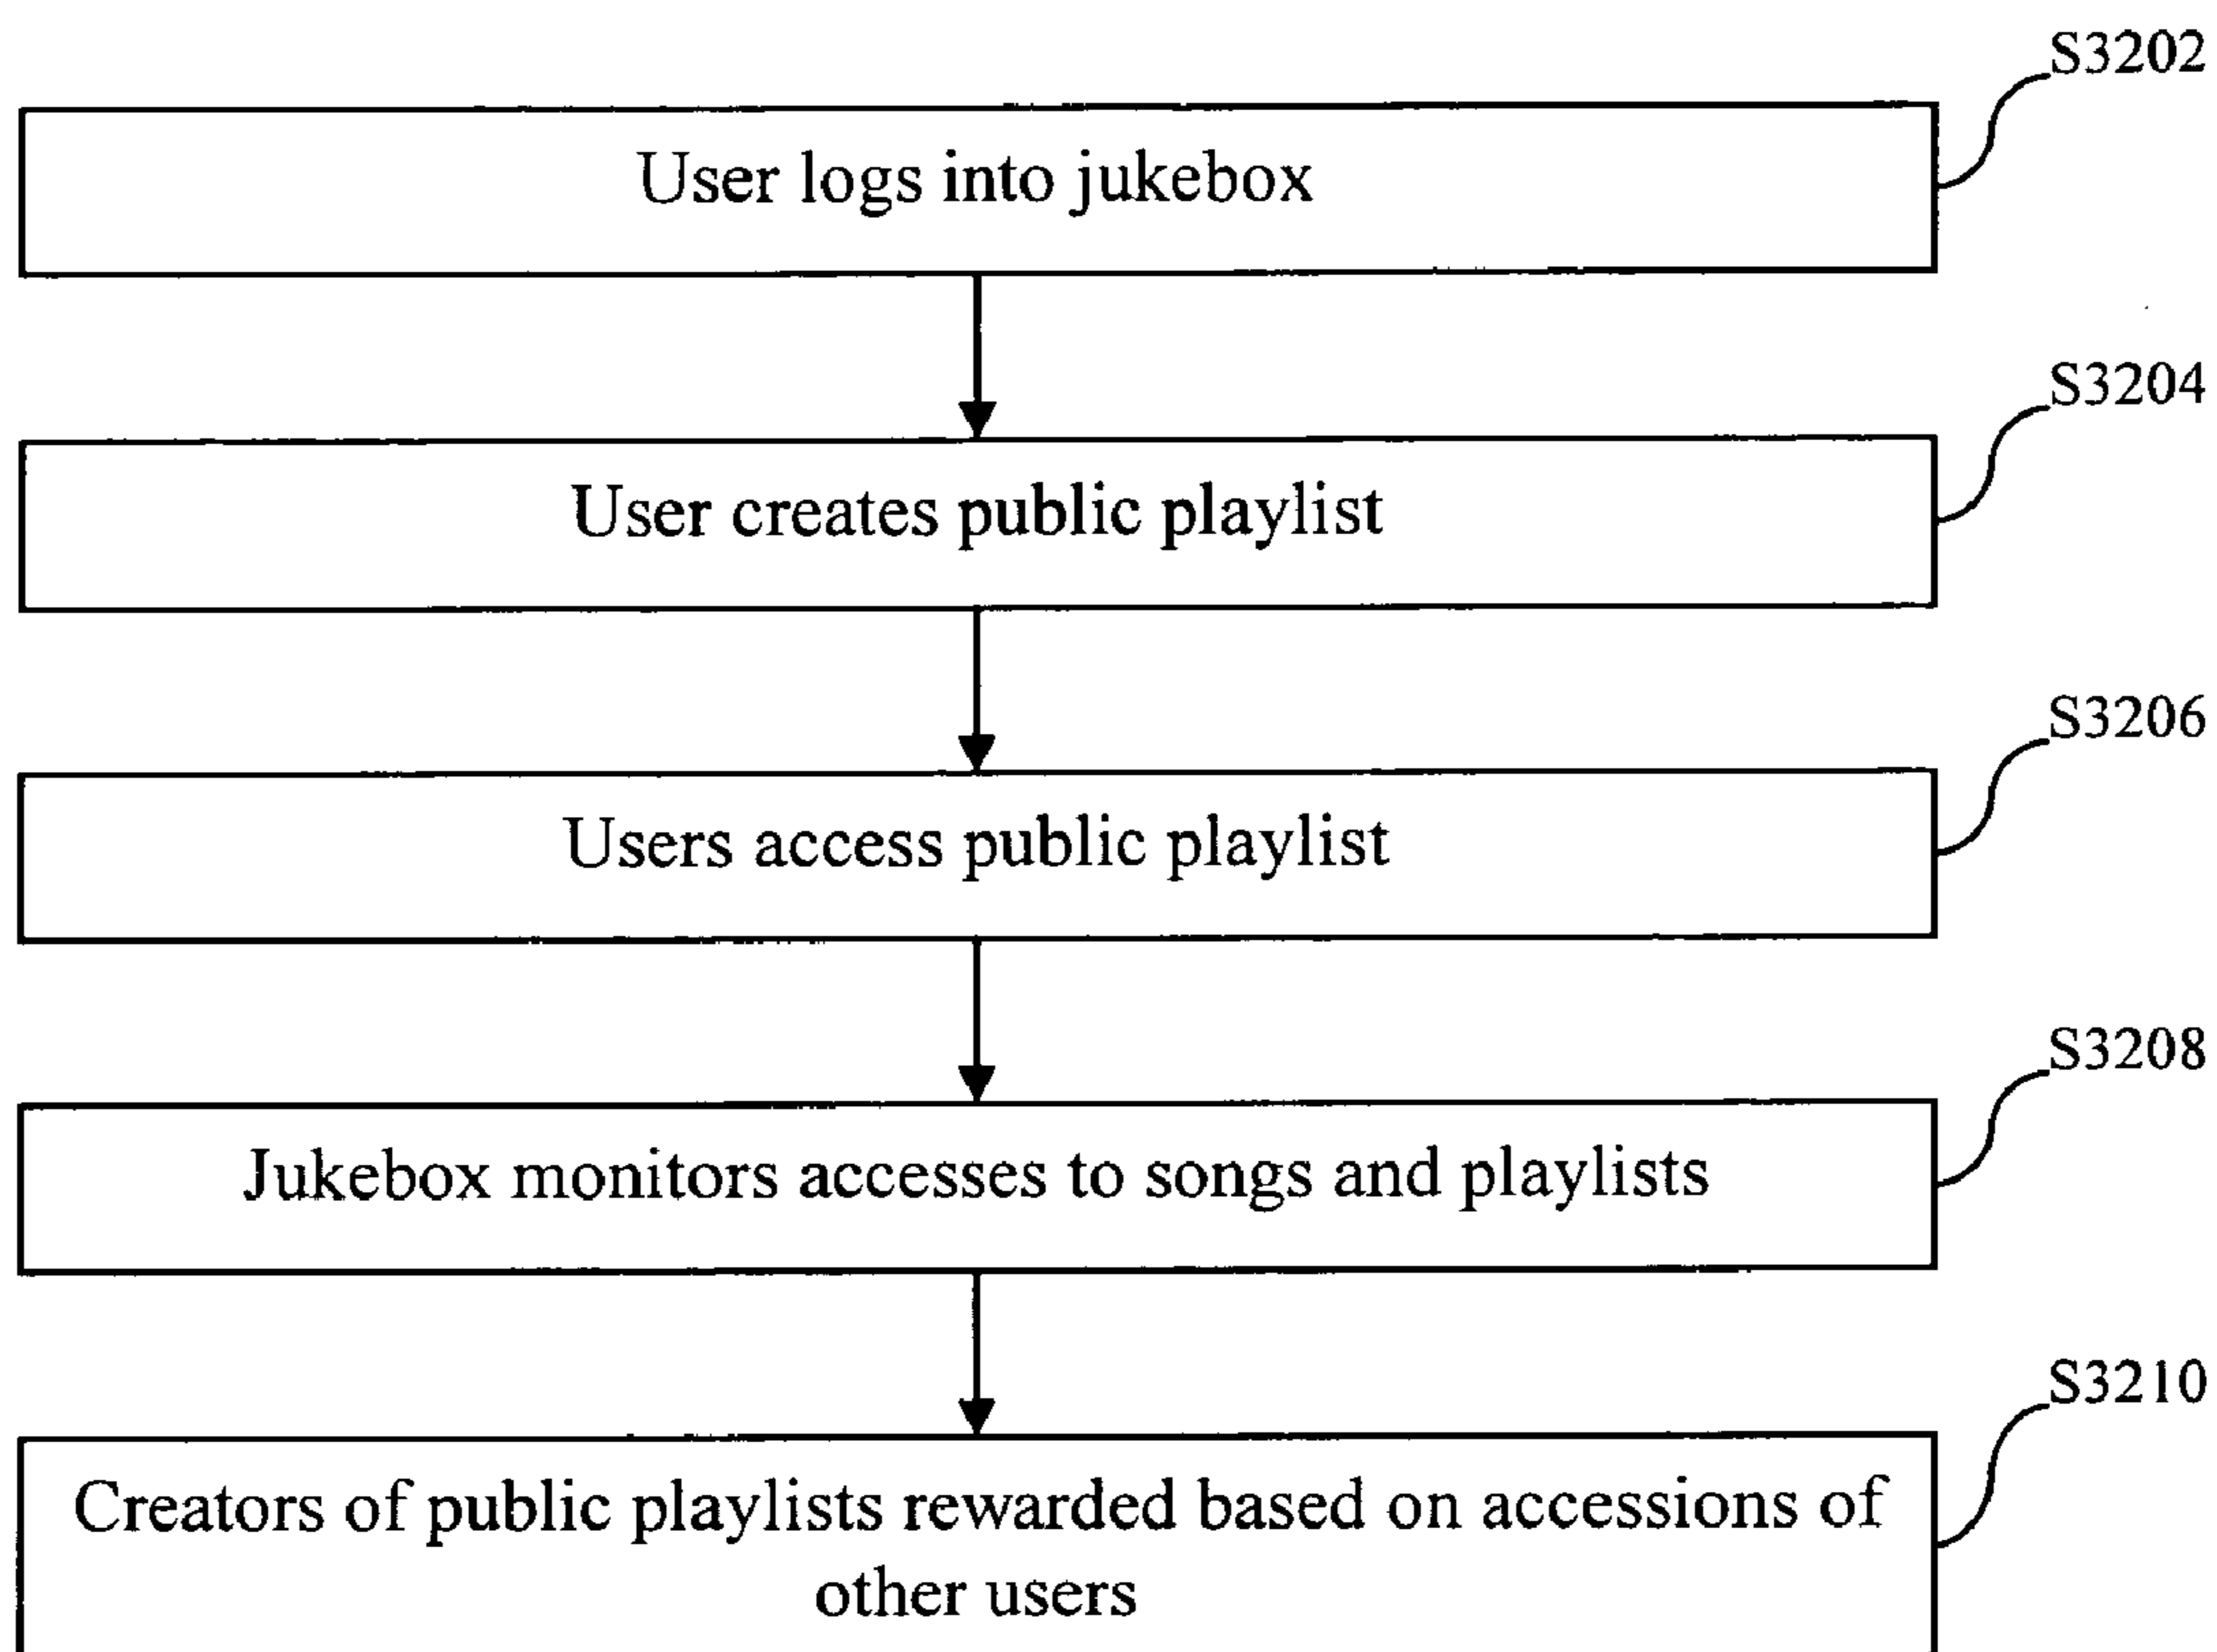 S3202
User logs into jukebox
S3204
User creates public playlist
S3206
Users access public playlist
S3208
Jukebox monitors accesses to songs and playlists
S3210
Creators of public playlists rewarded based on accessions of
other users